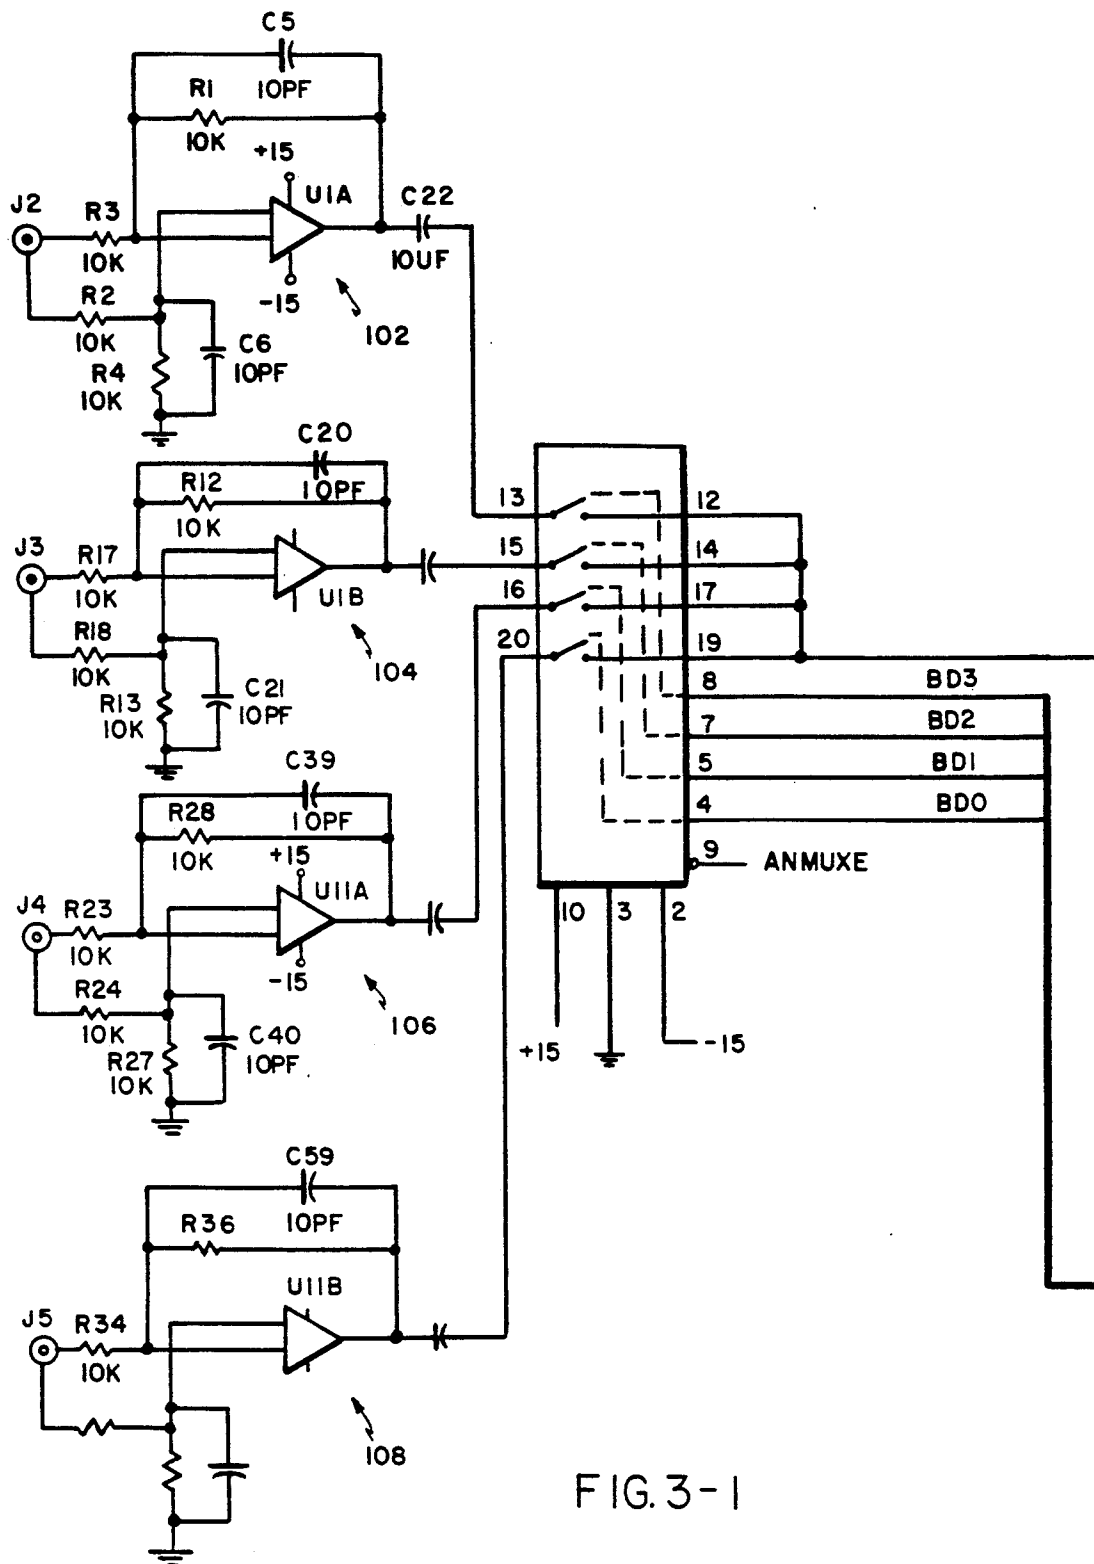 C5
10PF
R1
10K
+15
U1A
C22
10UF
J2
R3
10K
-15
102
R2
10K
C6
10PF
R4
10K
C20
10PF
R12
10K
J3
R17
10K
U1B
R18
10K
104
C21
10PF
R13
10K
C39
10PF
R28
10K
+15
U11A
J4
R23
10K
-15
R24
10K
106
C40
10PF
R27
10K
C59
10PF
R36
U11B
J5
R34
10K
108
13
12
15
14
16
17
20
19
8
BD3
7
BD2
5
BD1
4
BD0
9
ANMUXE
10
3
2
+15
-15
FIG. 3-1